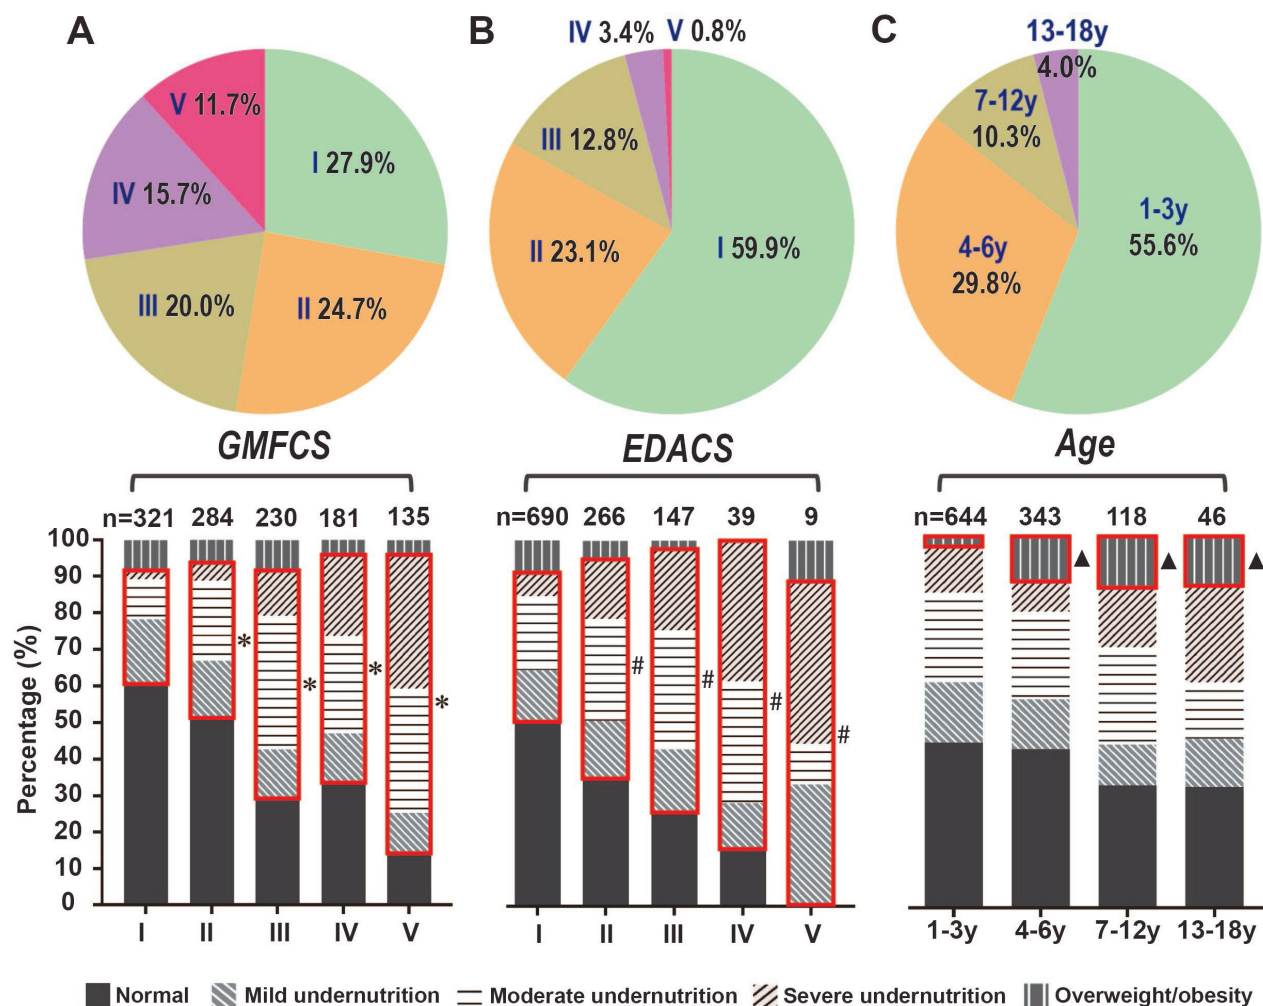 A
B
C
I 27.9%
II 24.7%
III 20.0%
IV 15.7%
V 11.7%
I 59.9%
II 23.1%
III 12.8%
IV 3.4%
V 0.8%
1-3y
55.6%
4-6y
29.8%
7-12y
10.3%
13-18y
4.0%
GMFCS
EDACS
Age
n=321 284 230 181 135
n=690 266 147 39 9
n=644 343 118 46
Percentage (%)
100
90
80
70
60
50
40
30
20
10
0
* * * *
# # # #
▲ ▲ ▲
I II III IV V
I II III IV V
1-3y 4-6y 7-12y 13-18y
Normal Mild undernutrition Moderate undernutrition Severe undernutrition Overweight/obesity